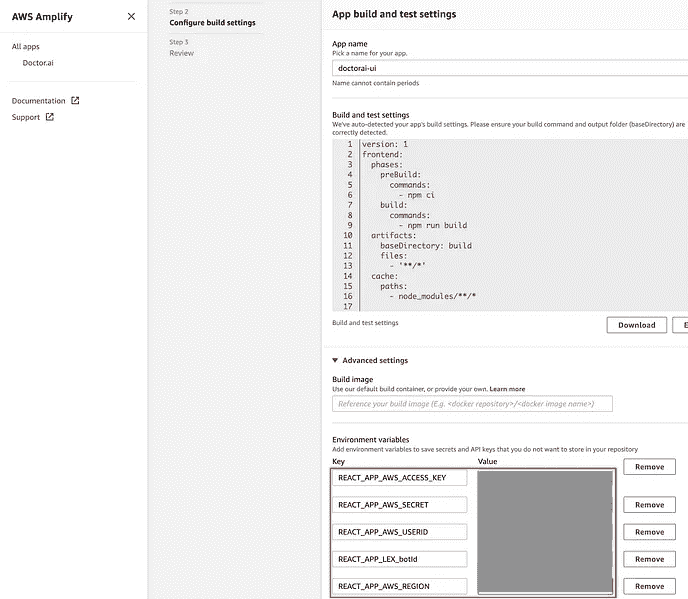 AWS Amplify
All apps
Doctor.ai
Documentation
Support
Step 2
Configure build settings
Step 3
Review
App build and test settings
App name
Pick a name for your app.
doctorai-ui
Name cannot contain periods
Build and test settings
We've auto-detected your app's build settings. Please ensure your build command and output folder (baseDirectory) are
correctly detected.
1 version: 1
2 frontend:
3 phases:
4 preBuild:
5 commands:
6 - npm ci
7 build:
8 commands:
9 - npm run build
10 artifacts:
11 baseDirectory: build
12 files:
13 - '**/*'
14 cache:
15 paths:
16 - node_modules/**/*
17
Build and test settings
Download
E
Advanced settings
Build image
Use our default build container, or provide your own. Learn more
Reference your build image (E.g. <docker repository>/<docker image name>)
Environment variables
Add environment variables to save secrets and API keys that you do not want to store in your repository
Key Value
REACT_APP_AWS_ACCESS_KEY Remove
REACT_APP_AWS_SECRET Remove
REACT_APP_AWS_USERID Remove
REACT_APP_LEX_botId Remove
REACT_APP_AWS_REGION Remove